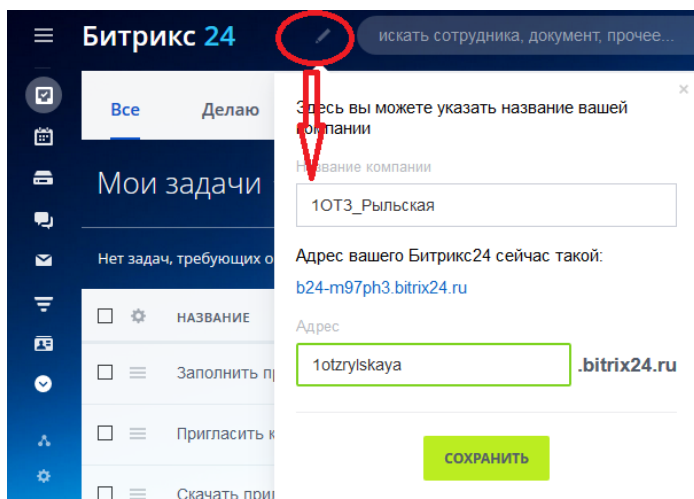 Битрикс 24
искать сотрудника, документ, прочее...
Все Делаю
Мои задачи
Нет задач, требующих о
НАЗВАНИЕ
Заполнить п
Пригласить к
Скачать при
Здесь вы можете указать название вашей
компании
Название компании
1ОТЗ_Рыльская
Адрес вашего Битрикс24 сейчас такой:
b24-m97ph3.bitrix24.ru
Адрес
1otzrylskaya .bitrix24.ru
СОХРАНИТЬ